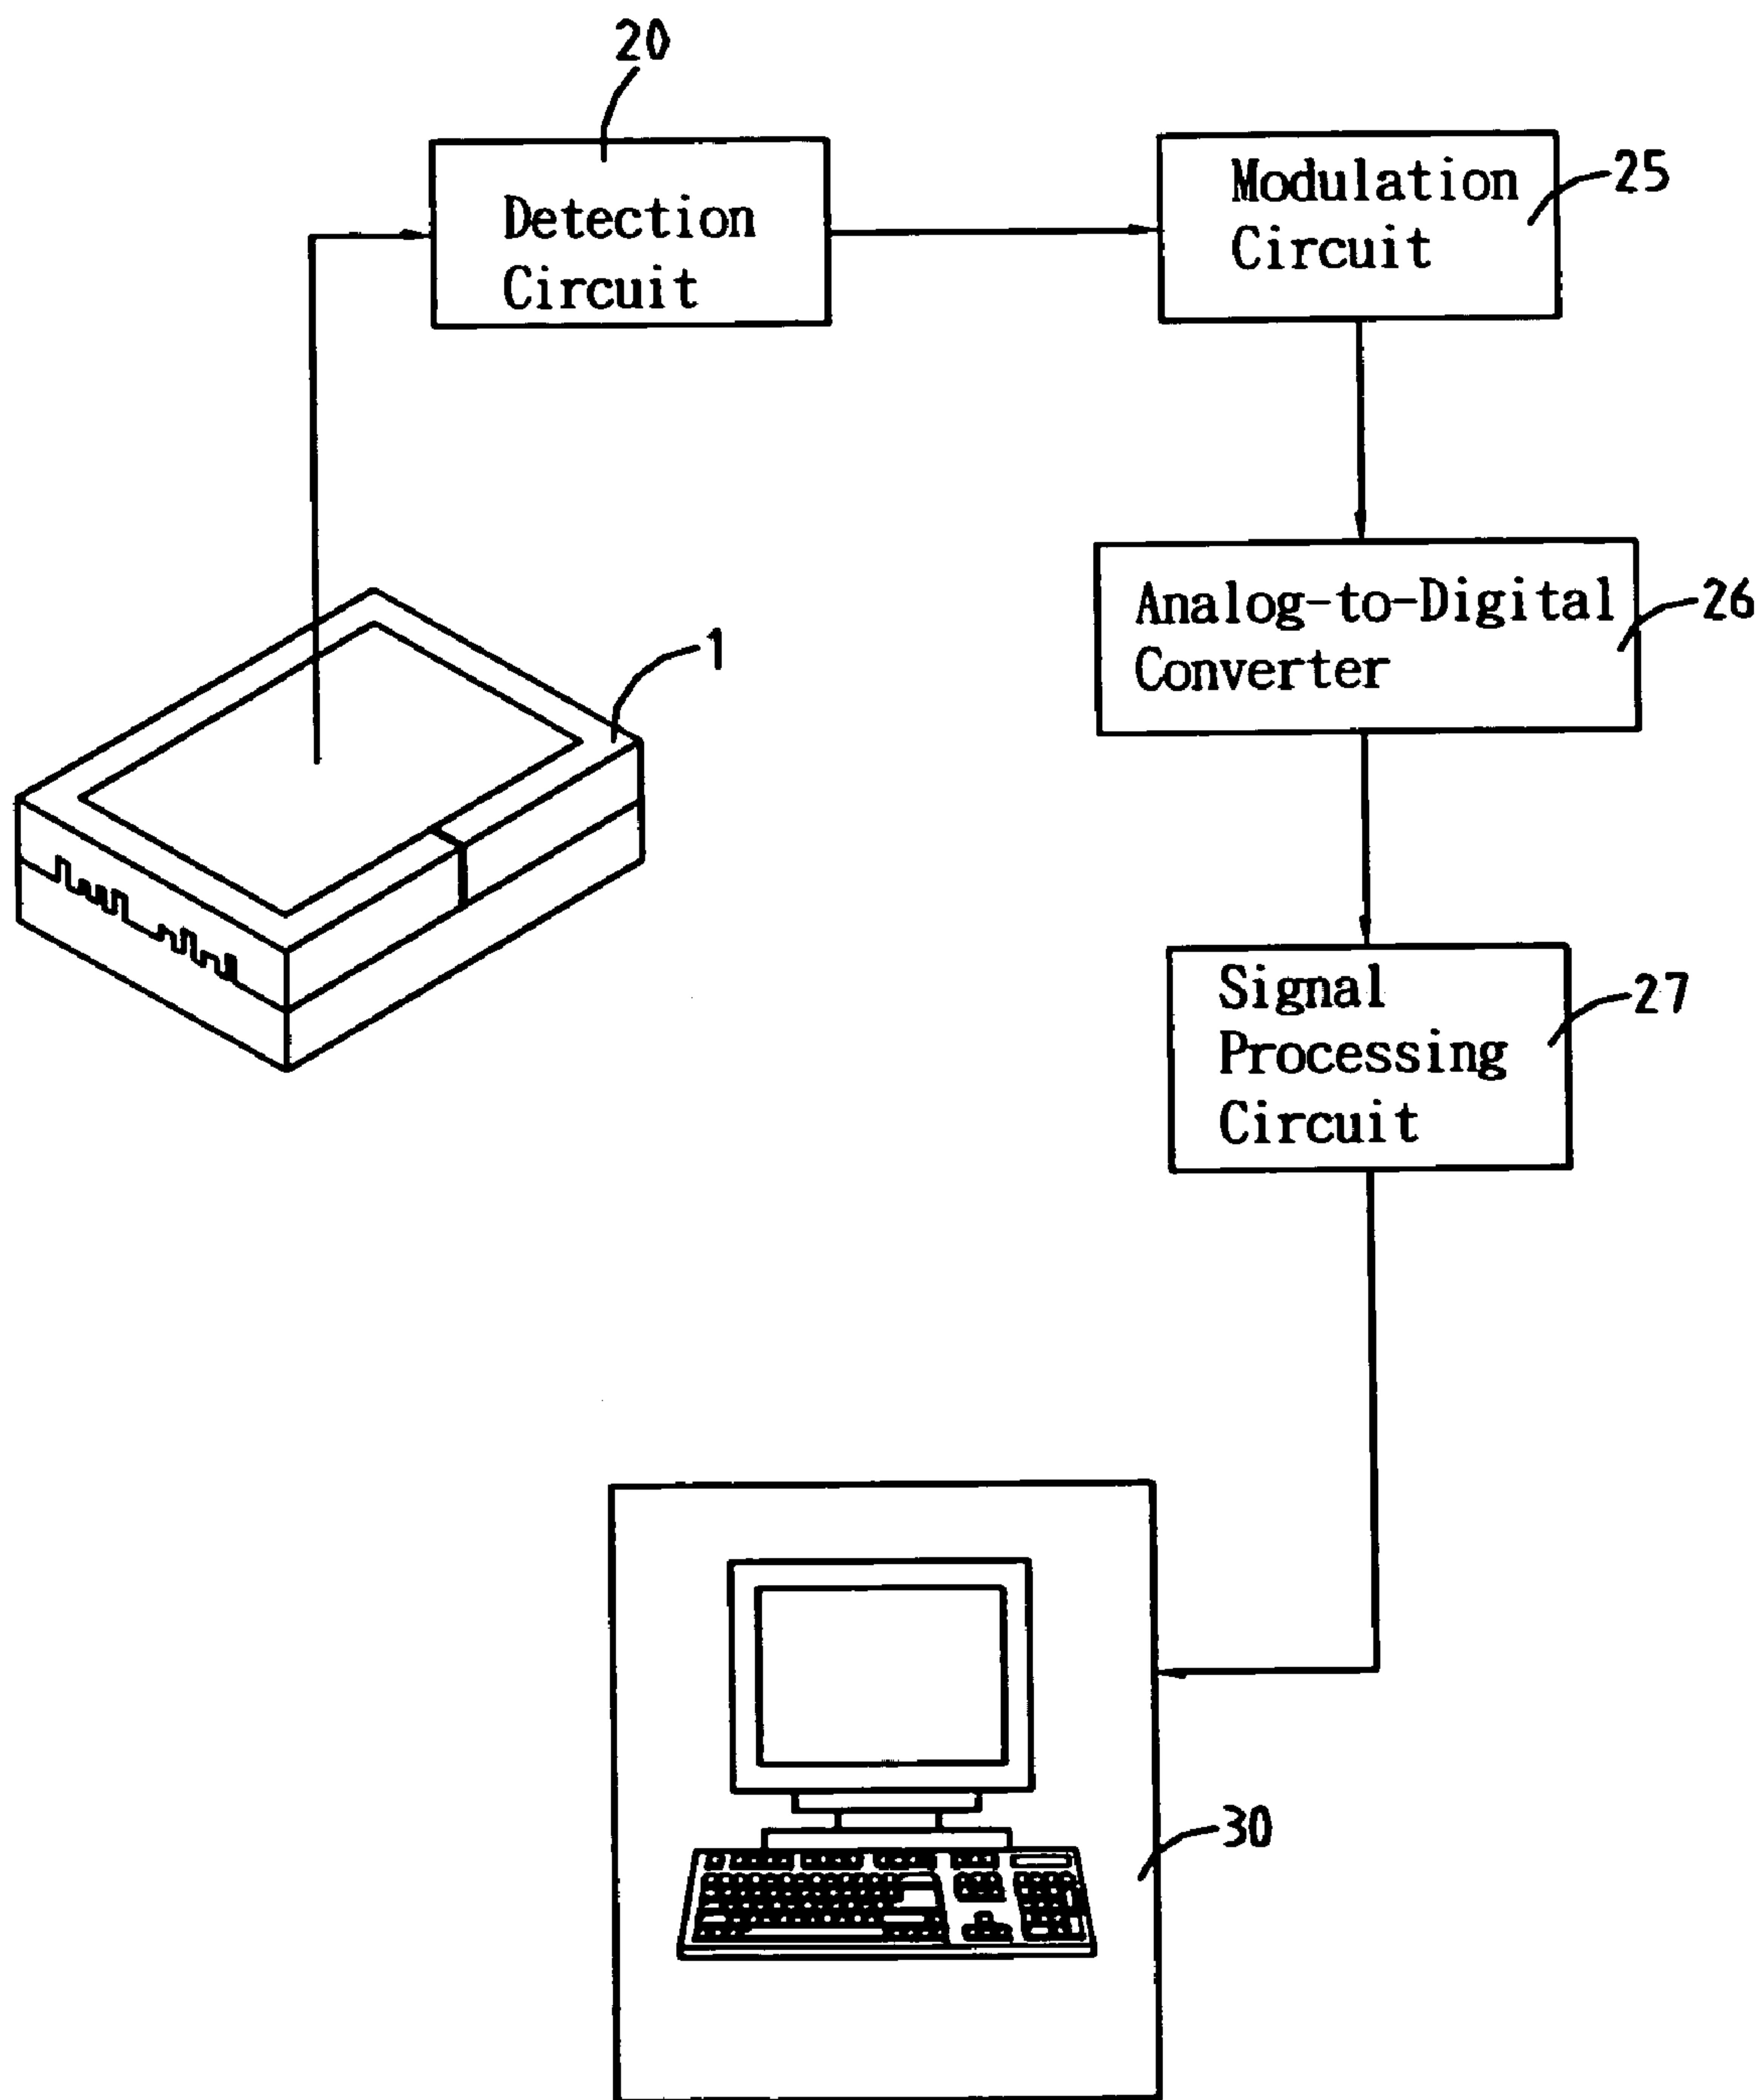 20
Detection
Circuit
Modulation
Circuit
25
Analog-to-Digital
Converter
26
1
Signal
Processing
Circuit
27
30